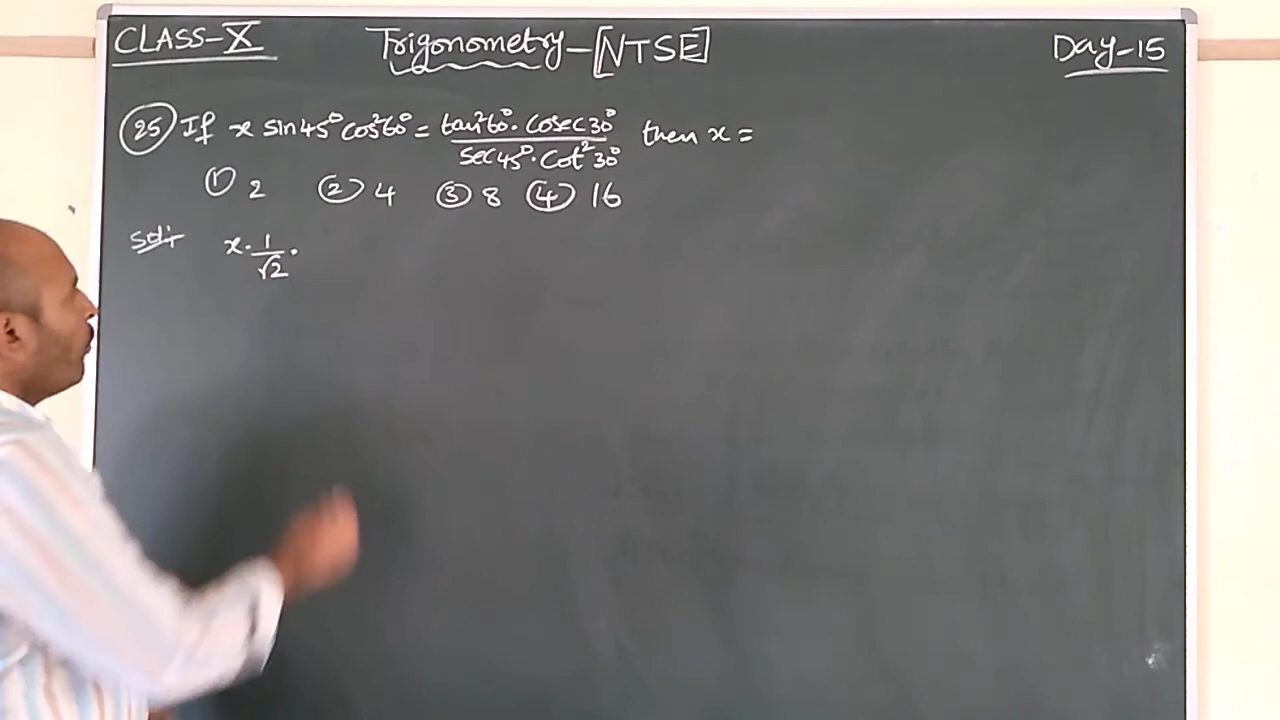 CLASS-X Trigonometry-[NTSE] Day-15
25 If x sin45° cos²60° = tan²60°. Cosec30° / sec45°. Cot²30° then x =
① 2 ② 4 ③ 8 ④ 16
Sol: x. 1/√2 .